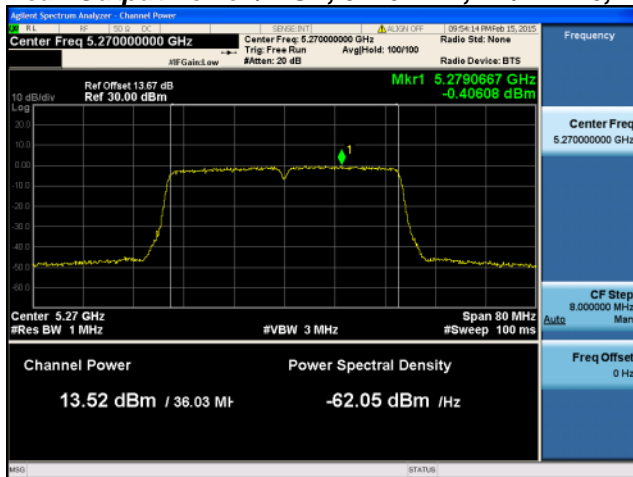 Agilent Spectrum Analyzer - Channel Power
RL RF 50 Ω DC SENSE:INT ALIGN OFF 09:54:14 PM Feb 15, 2015
Center Freq 5.270000000 GHz
Center Freq: 5.270000000 GHz
Radio Std: None
Trig: Free Run Avg|Hold: 100/100
#IFGain:Low #Atten: 20 dB Radio Device: BTS
Mkr1 5.2790667 GHz
-0.40608 dBm
Ref Offset 13.67 dB
10 dB/div Ref 30.00 dBm
Log
20.0
10.0
0.00
-10.0
-20.0
-30.0
-40.0
-50.0
-60.0
1
Center 5.27 GHz Span 80 MHz
#Res BW 1 MHz #VBW 3 MHz #Sweep 100 ms
Channel Power Power Spectral Density
13.52 dBm / 36.03 MH -62.05 dBm /Hz
MSG STATUS
Frequency
Center Freq
5.270000000 GHz
CF Step
8.000000 MHz
Auto Man
Freq Offset
0 Hz